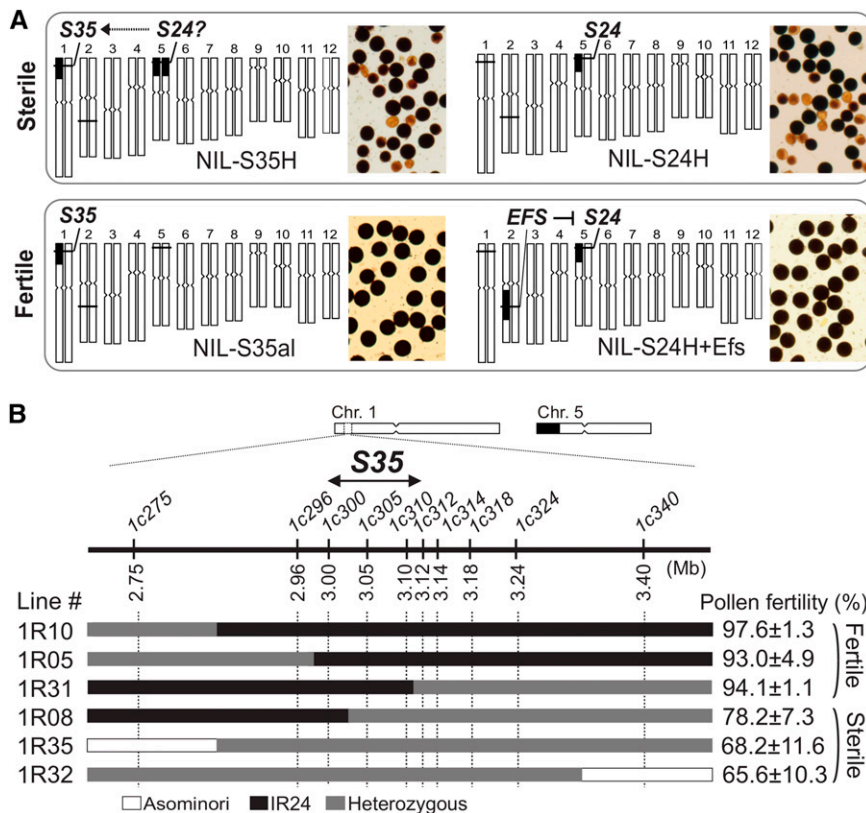 A
Sterile
S35 S24?
1 2 3 4 5 6 7 8 9 10 11 12
NIL-S35H
S24
1 2 3 4 5 6 7 8 9 10 11 12
NIL-S24H
Fertile
S35
1 2 3 4 5 6 7 8 9 10 11 12
NIL-S35al
EFS S24
1 2 3 4 5 6 7 8 9 10 11 12
NIL-S24H+Efs
B
Chr. 1 Chr. 5
S35
1c275 1c296 1c300 1c305 1c310 1c312 1c314 1c318 1c324 1c340
2.75 2.96 3.00 3.05 3.10 3.12 3.14 3.18 3.24 3.40 (Mb)
Line # Pollen fertility (%)
1R10 97.6±1.3
1R05 93.0±4.9
1R31 94.1±1.1
Fertile
1R08 78.2±7.3
1R35 68.2±11.6
1R32 65.6±10.3
Sterile
Asominori IR24 Heterozygous